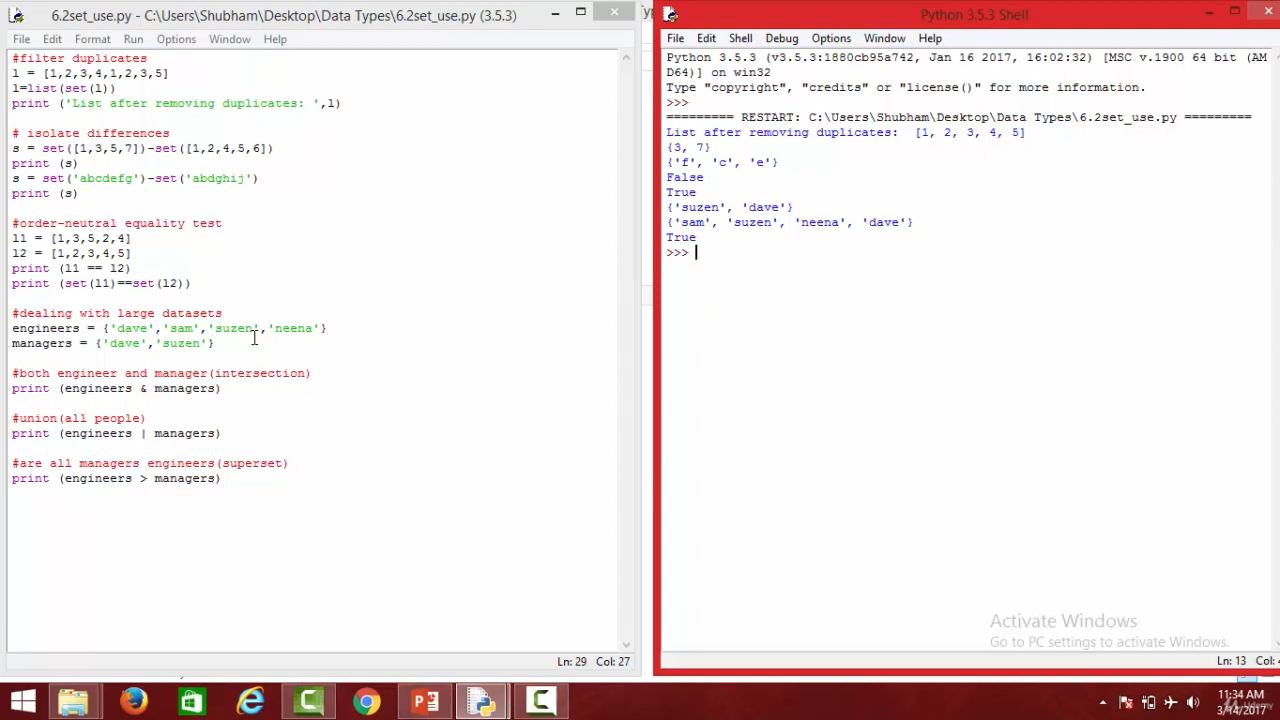 6.2set_use.py - C:\Users\Shubham\Desktop\Data Types\6.2set_use.py (3.5.3)
File Edit Format Run Options Window Help
#filter duplicates
l = [1,2,3,4,1,2,3,5]
l=list(set(l))
print ('List after removing duplicates: ',l)
# isolate differences
s = set([1,3,5,7])-set([1,2,4,5,6])
print (s)
s = set('abcdefg')-set('abdghij')
print (s)
#order-neutral equality test
l1 = [1,3,5,2,4]
l2 = [1,2,3,4,5]
print (l1 == l2)
print (set(l1)==set(l2))
#dealing with large datasets
engineers = {'dave','sam','suzen','neena'}
managers = {'dave','suzen'}
#both engineer and manager(intersection)
print (engineers & managers)
#union(all people)
print (engineers | managers)
#are all managers engineers(superset)
print (engineers > managers)
Ln: 29 Col: 27
Python 3.5.3 Shell
File Edit Shell Debug Options Window Help
Python 3.5.3 (v3.5.3:1880cb95a742, Jan 16 2017, 16:02:32) [MSC v.1900 64 bit (AM
D64)] on win32
Type "copyright", "credits" or "license()" for more information.
>>>
========= RESTART: C:\Users\Shubham\Desktop\Data Types\6.2set_use.py =========
List after removing duplicates:  [1, 2, 3, 4, 5]
{3, 7}
{'f', 'c', 'e'}
False
True
{'suzen', 'dave'}
{'sam', 'suzen', 'neena', 'dave'}
True
>>>
Activate Windows
Go to PC settings to activate Windows.
Ln: 13 Col:
11:34 AM
3/14/2017
Udemy